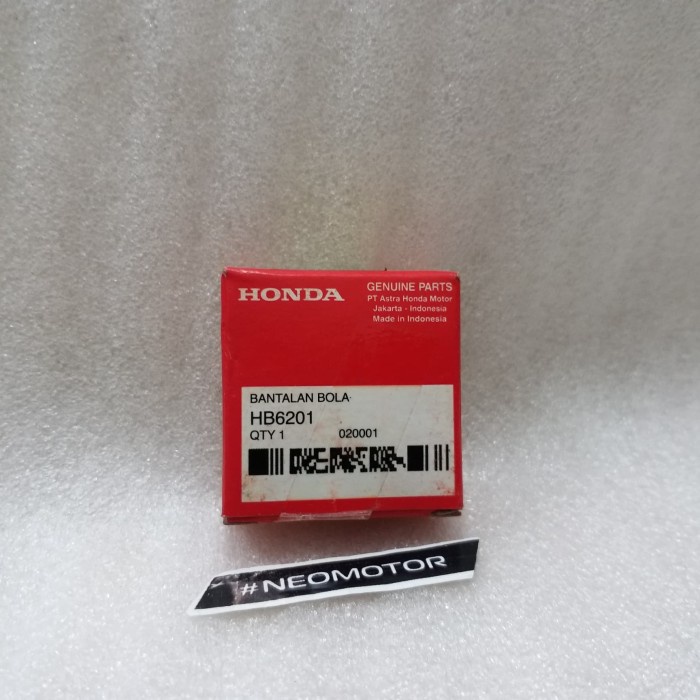 HONDA
GENUINE PARTS
PT Astra Honda Motor
Jakarta - Indonesia
Made in Indonesia
BANTALAN BOLA
HB6201
QTY 1 020001
#NEOMOTOR